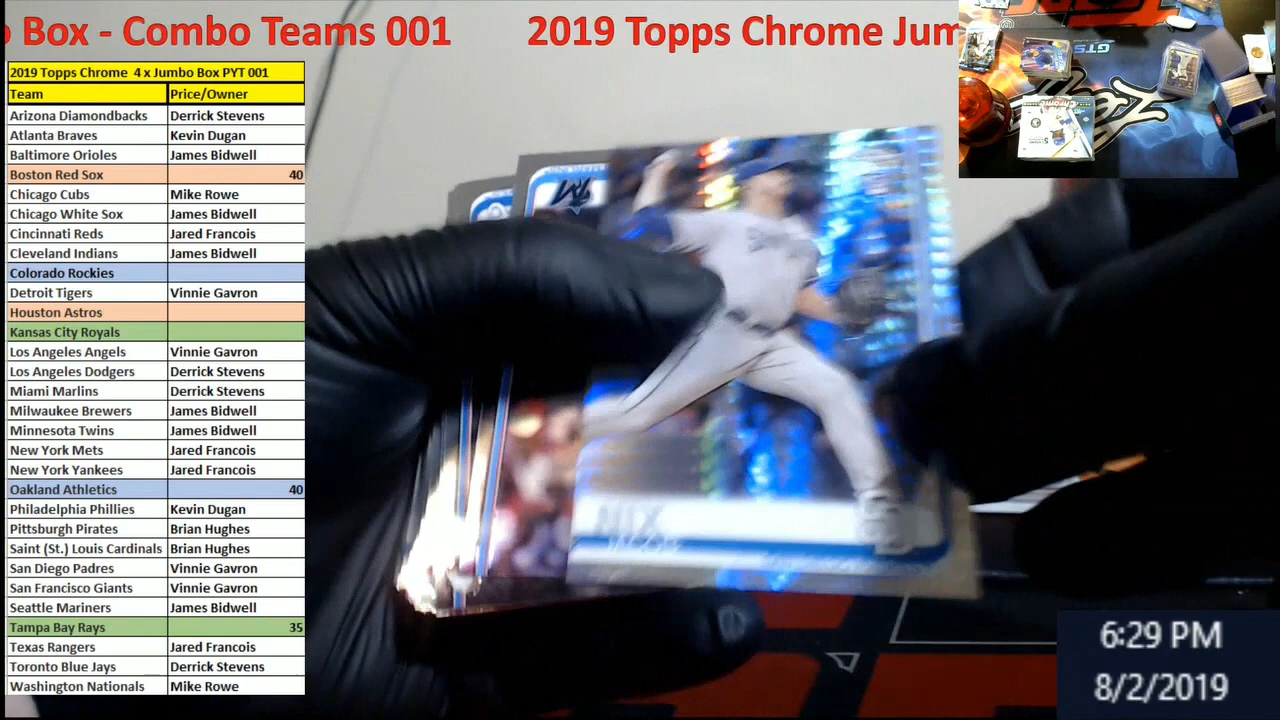 o Box - Combo Teams 001 2019 Topps Chrome Jum
2019 Topps Chrome 4 x Jumbo Box PYT 001
Team Price/Owner
Arizona Diamondbacks Derrick Stevens
Atlanta Braves Kevin Dugan
Baltimore Orioles James Bidwell
Boston Red Sox 40
Chicago Cubs Mike Rowe
Chicago White Sox James Bidwell
Cincinnati Reds Jared Francois
Cleveland Indians James Bidwell
Colorado Rockies
Detroit Tigers Vinnie Gavron
Houston Astros
Kansas City Royals
Los Angeles Angels Vinnie Gavron
Los Angeles Dodgers Derrick Stevens
Miami Marlins Derrick Stevens
Milwaukee Brewers James Bidwell
Minnesota Twins James Bidwell
New York Mets Jared Francois
New York Yankees Jared Francois
Oakland Athletics 40
Philadelphia Phillies Kevin Dugan
Pittsburgh Pirates Brian Hughes
Saint (St.) Louis Cardinals Brian Hughes
San Diego Padres Vinnie Gavron
San Francisco Giants Vinnie Gavron
Seattle Mariners James Bidwell
Tampa Bay Rays 35
Texas Rangers Jared Francois
Toronto Blue Jays Derrick Stevens
Washington Nationals Mike Rowe
NIX
JACOB
GTS
6:29 PM
8/2/2019